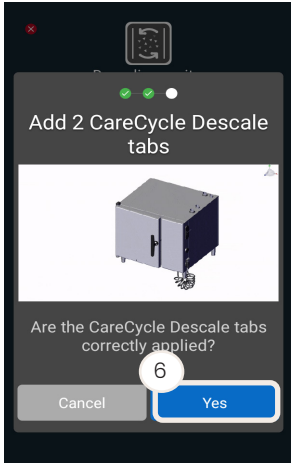 Add 2 CareCycle Descale
tabs
Are the CareCycle Descale tabs
correctly applied?
6
Cancel
Yes